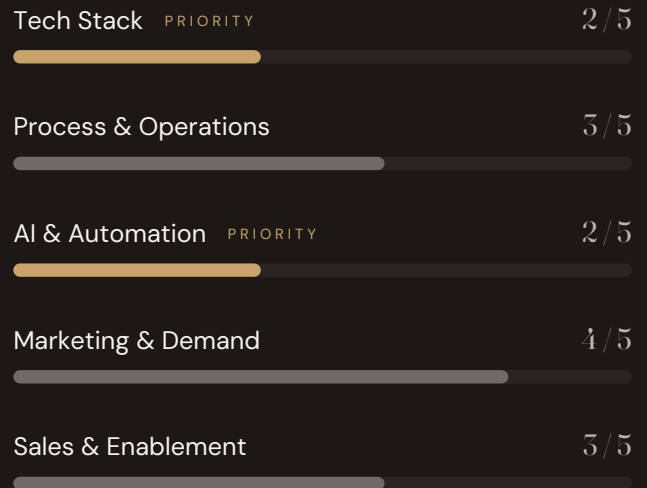 Tech Stack PRIORITY 2/5
Process & Operations 3/5
AI & Automation PRIORITY 2/5
Marketing & Demand 4/5
Sales & Enablement 3/5